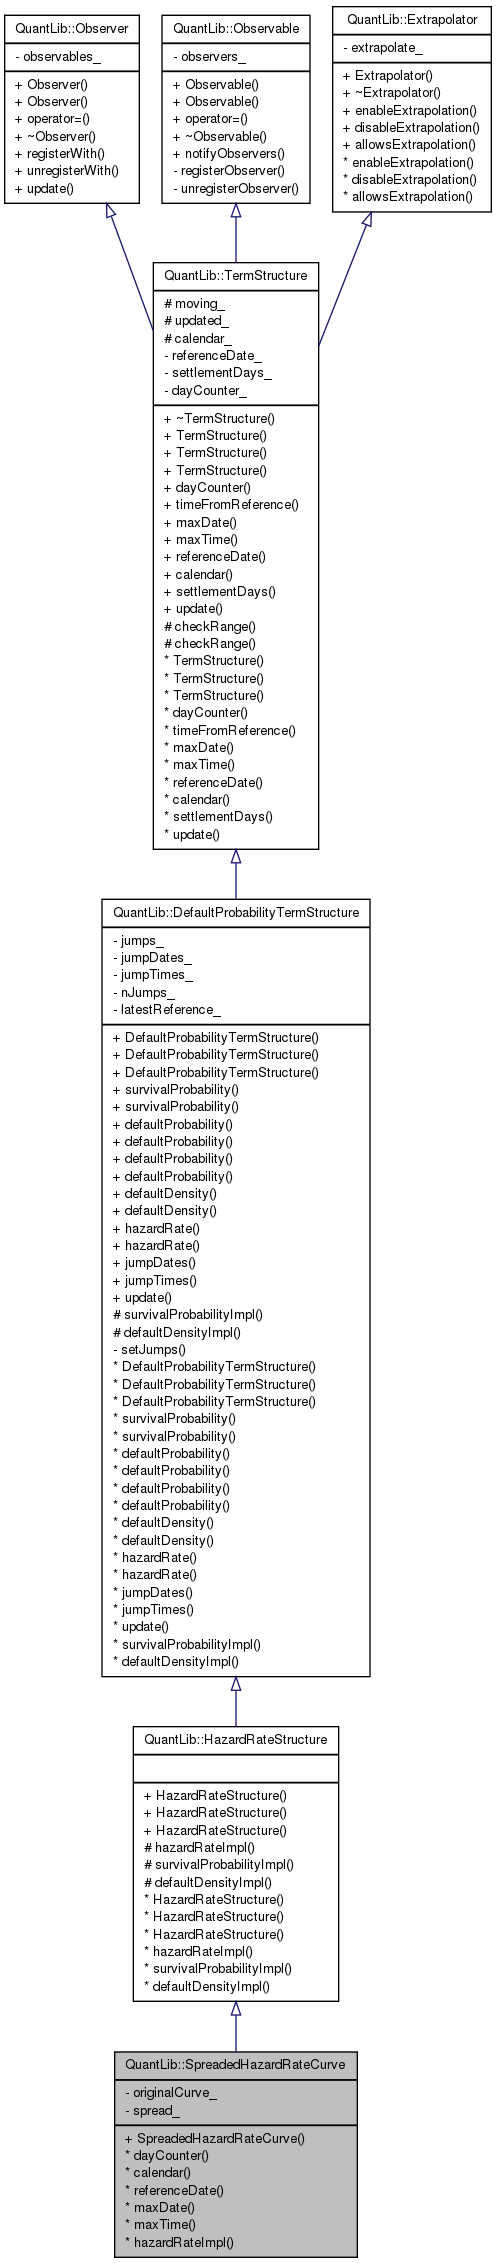 QuantLib::Observer
- observables_
+ Observer()
+ Observer()
+ operator=()
+ ~Observer()
+ registerWith()
+ unregisterWith()
+ update()
QuantLib::Observable
- observers_
+ Observable()
+ Observable()
+ operator=()
+ ~Observable()
+ notifyObservers()
- registerObserver()
- unregisterObserver()
QuantLib::Extrapolator
- extrapolate_
+ Extrapolator()
+ ~Extrapolator()
+ enableExtrapolation()
+ disableExtrapolation()
+ allowsExtrapolation()
* enableExtrapolation()
* disableExtrapolation()
* allowsExtrapolation()
QuantLib::TermStructure
# moving_
# updated_
# calendar_
- referenceDate_
- settlementDays_
- dayCounter_
+ ~TermStructure()
+ TermStructure()
+ TermStructure()
+ TermStructure()
+ dayCounter()
+ timeFromReference()
+ maxDate()
+ maxTime()
+ referenceDate()
+ calendar()
+ settlementDays()
+ update()
# checkRange()
# checkRange()
* TermStructure()
* TermStructure()
* TermStructure()
* dayCounter()
* timeFromReference()
* maxDate()
* maxTime()
* referenceDate()
* calendar()
* settlementDays()
* update()
QuantLib::DefaultProbabilityTermStructure
- jumps_
- jumpDates_
- jumpTimes_
- nJumps_
- latestReference_
+ DefaultProbabilityTermStructure()
+ DefaultProbabilityTermStructure()
+ DefaultProbabilityTermStructure()
+ survivalProbability()
+ survivalProbability()
+ defaultProbability()
+ defaultProbability()
+ defaultProbability()
+ defaultProbability()
+ defaultDensity()
+ defaultDensity()
+ hazardRate()
+ hazardRate()
+ jumpDates()
+ jumpTimes()
+ update()
# survivalProbabilityImpl()
# defaultDensityImpl()
- setJumps()
* DefaultProbabilityTermStructure()
* DefaultProbabilityTermStructure()
* DefaultProbabilityTermStructure()
* survivalProbability()
* survivalProbability()
* defaultProbability()
* defaultProbability()
* defaultProbability()
* defaultProbability()
* defaultDensity()
* defaultDensity()
* hazardRate()
* hazardRate()
* jumpDates()
* jumpTimes()
* update()
* survivalProbabilityImpl()
* defaultDensityImpl()
QuantLib::HazardRateStructure
+ HazardRateStructure()
+ HazardRateStructure()
+ HazardRateStructure()
# hazardRateImpl()
# survivalProbabilityImpl()
# defaultDensityImpl()
* HazardRateStructure()
* HazardRateStructure()
* HazardRateStructure()
* hazardRateImpl()
* survivalProbabilityImpl()
* defaultDensityImpl()
QuantLib::SpreadedHazardRateCurve
- originalCurve_
- spread_
+ SpreadedHazardRateCurve()
* dayCounter()
* calendar()
* referenceDate()
* maxDate()
* maxTime()
* hazardRateImpl()